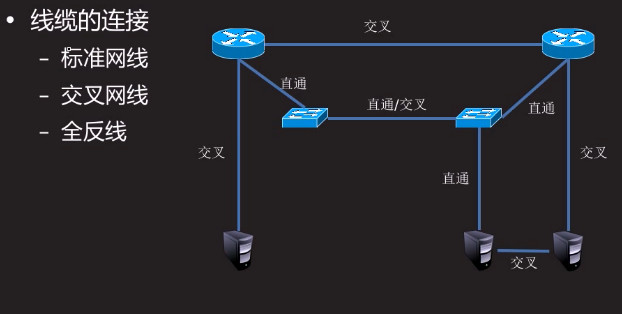 • 线缆的连接
– 标准网线
– 交叉网线
– 全反线
交叉
直通
直通/交叉
直通
交叉
交叉
直通
交叉